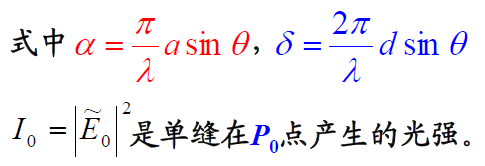 式中 α = π/λ a sin θ, δ = 2π/λ d sin θ
I₀ = |Ẽ₀|² 是单缝在P₀点产生的光强。